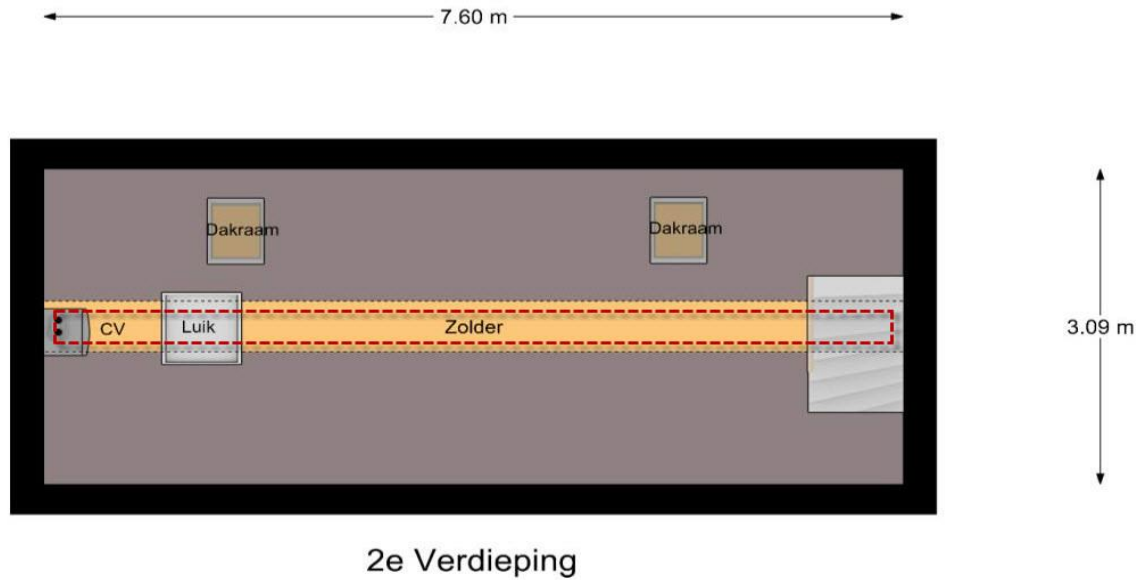 7.60 m
Dakraam
Dakraam
3.09 m
CV
Luik
Zolder
2e Verdieping